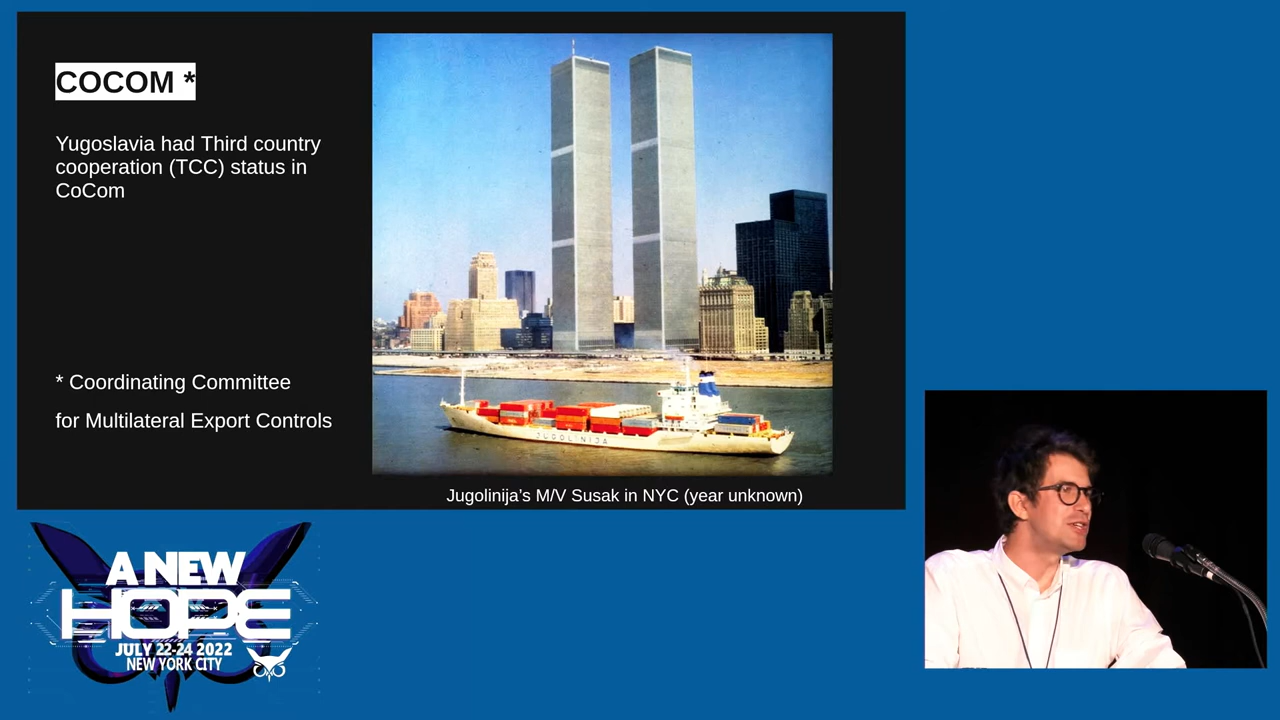 COCOM *
Yugoslavia had Third country
cooperation (TCC) status in
CoCom
* Coordinating Committee
for Multilateral Export Controls
JUGOLINIJA
Jugolinija’s M/V Susak in NYC (year unknown)
A NEW
HOPE
JULY 22-24 2022
NEW YORK CITY